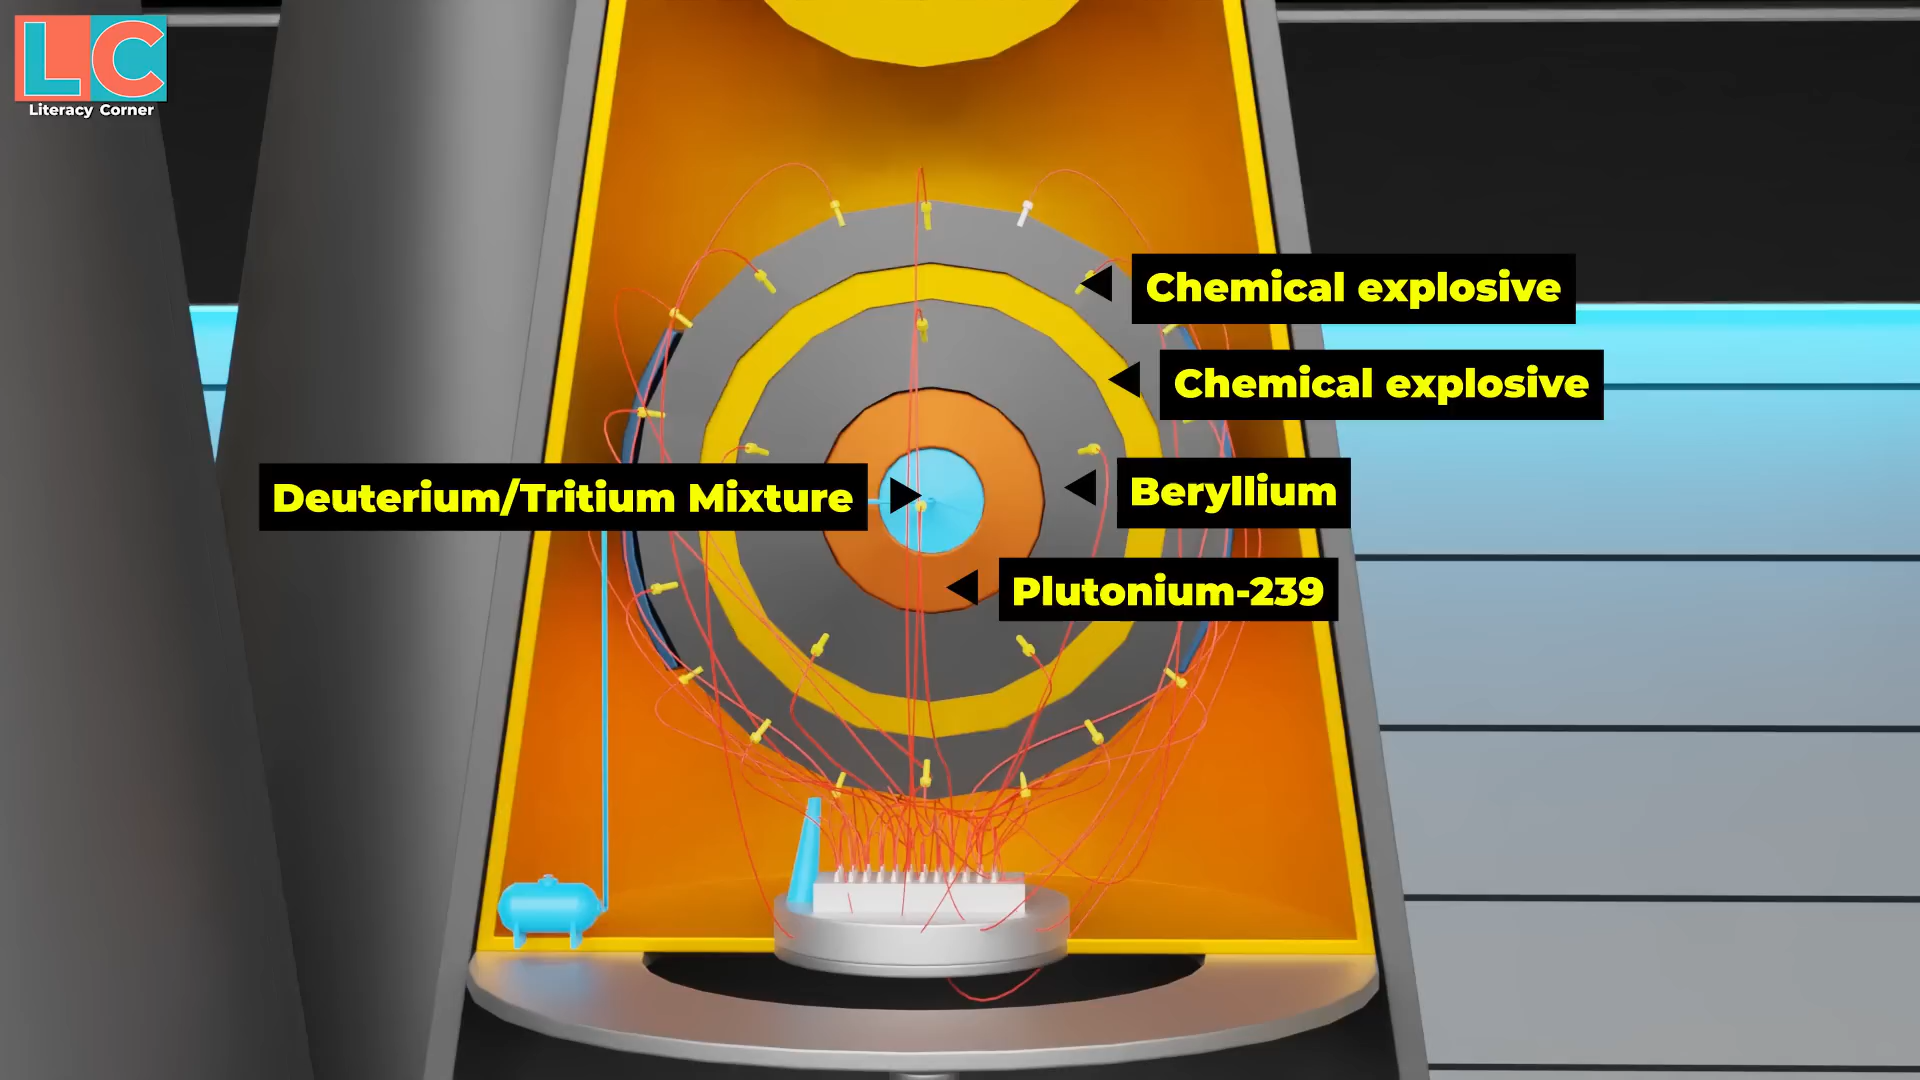 LC
Literacy Corner
Chemical explosive
Chemical explosive
Deuterium/Tritium Mixture
Beryllium
Plutonium-239